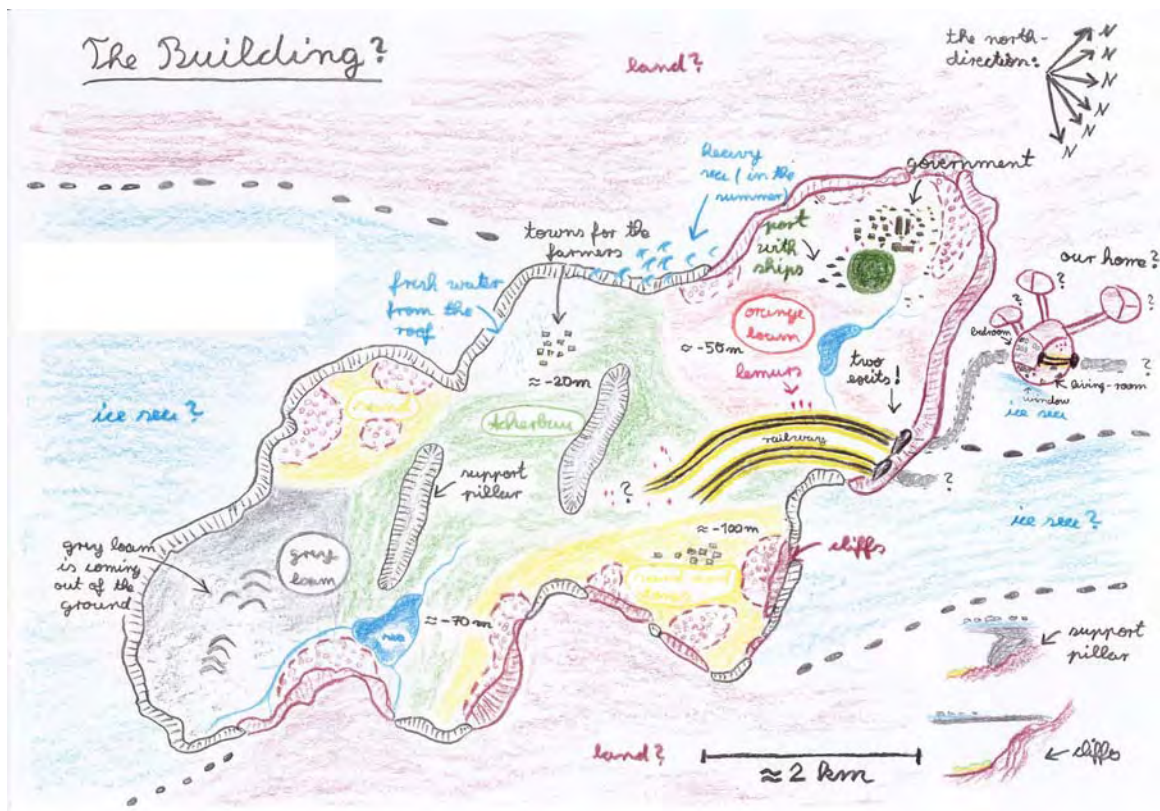 The Building?
land?
the north-
direction:
N
N
N
N
N
N
heavy
sea (in the
summer)
government
towns for the
farmers
port
with
ships
our home?
fresh water
from the
roof
?
?
?
?
bedroom
orange
loam
≈ -50m
lemurs
two
exits!
living-room
window
ice sea
?
≈ -20m
ice sea?
sand
railway
support
pillar
?
?
≈ -100m
ice sea?
grey loam
is coming
out of the
ground
grey
loam
cliffs
sand and
stones
≈ -70m
sea
support
pillar
land?
≈ 2 km
cliffs